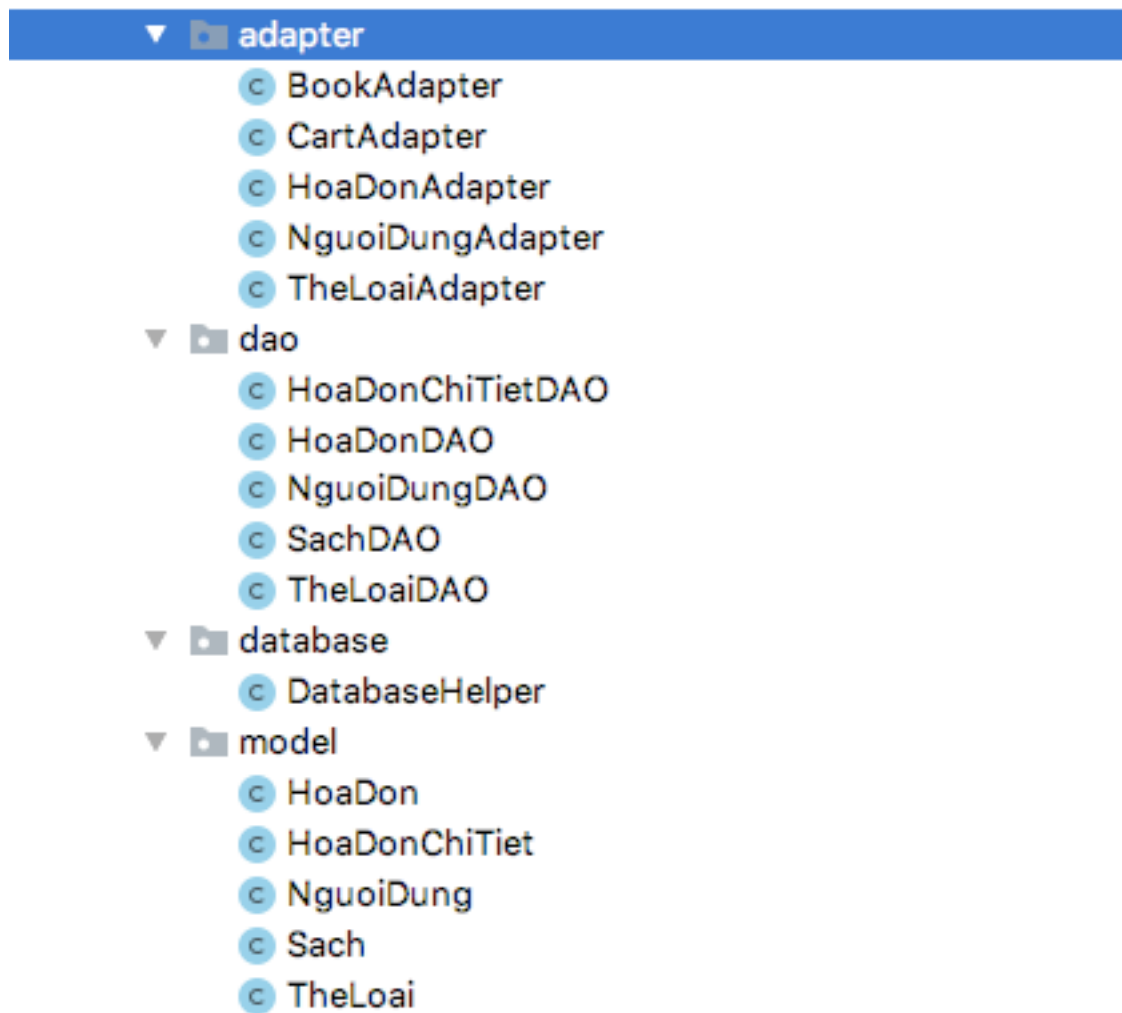 adapter
C BookAdapter
C CartAdapter
C HoaDonAdapter
C NguoiDungAdapter
C TheLoaiAdapter
dao
C HoaDonChiTietDAO
C HoaDonDAO
C NguoiDungDAO
C SachDAO
C TheLoaiDAO
database
C DatabaseHelper
model
C HoaDon
C HoaDonChiTiet
C NguoiDung
C Sach
C TheLoai